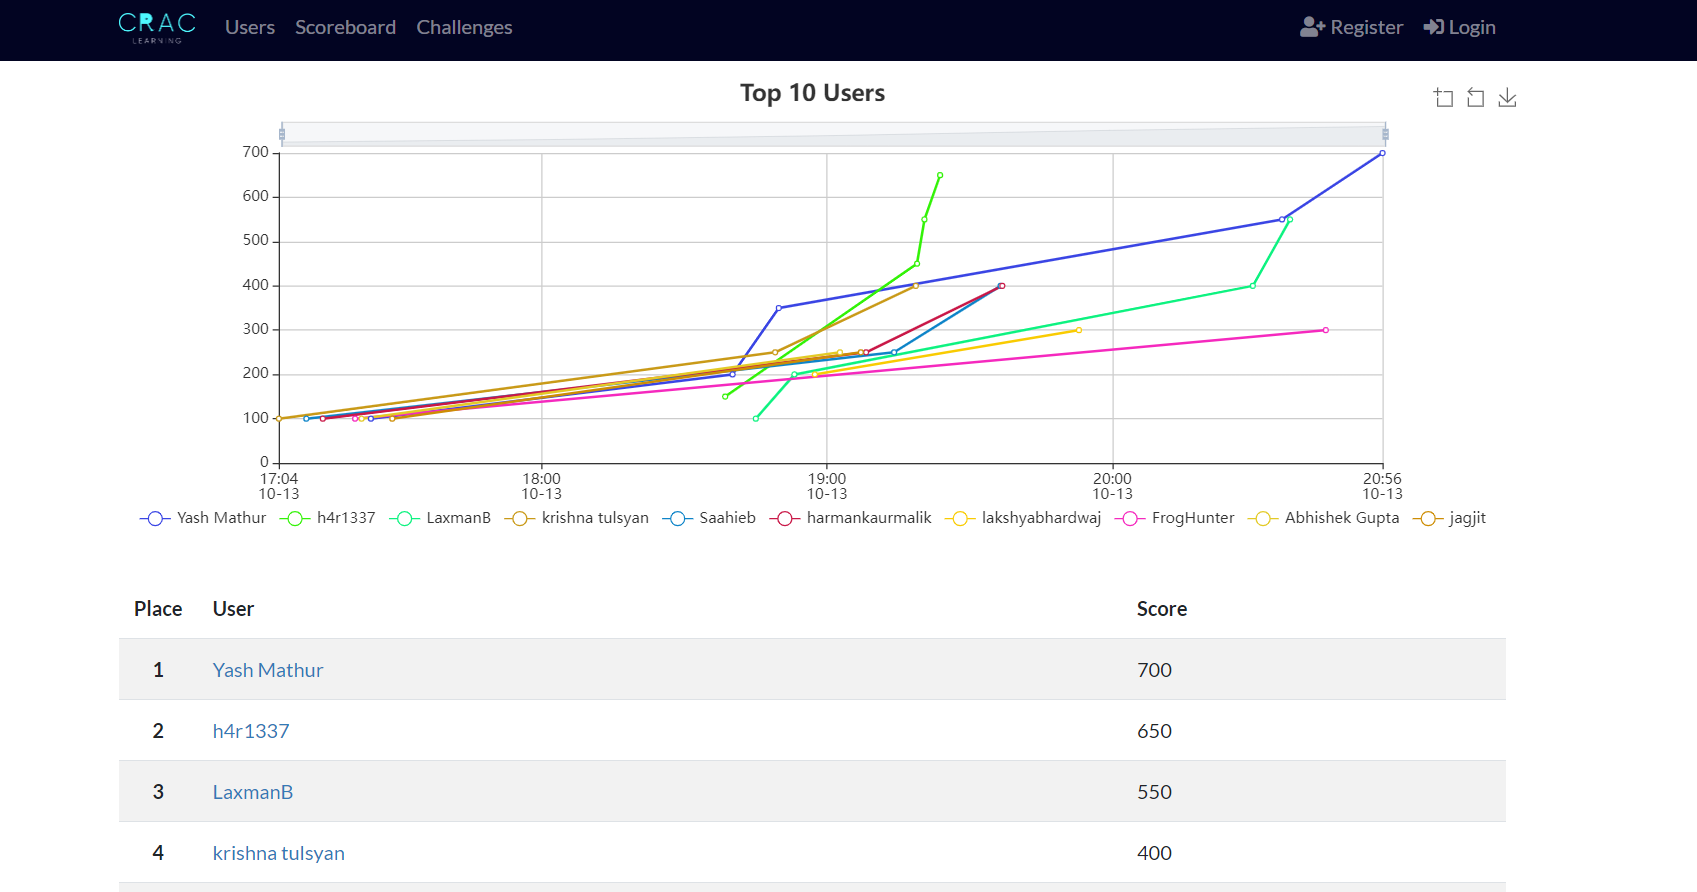 CRAC
LEARNING
Users Scoreboard Challenges
Register Login
Top 10 Users
700
600
500
400
300
200
100
0
17:04 18:00 19:00 20:00 20:56
10-13 10-13 10-13 10-13 10-13
Yash Mathur h4r1337 LaxmanB krishna tulsyan Saahieb harmankaurmalik lakshyabhardwaj FrogHunter Abhishek Gupta jagjit
Place User Score
1 Yash Mathur 700
2 h4r1337 650
3 LaxmanB 550
4 krishna tulsyan 400